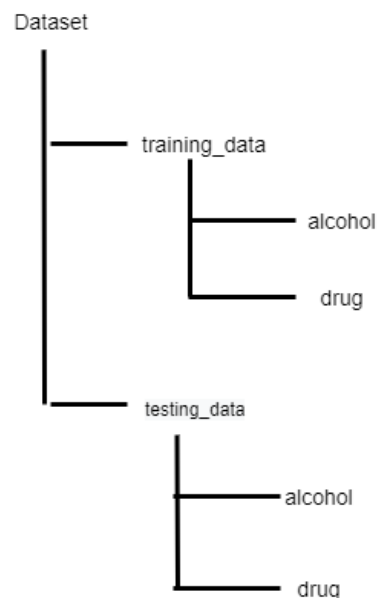 Dataset
training_data
alcohol
drug
testing_data
alcohol
drug